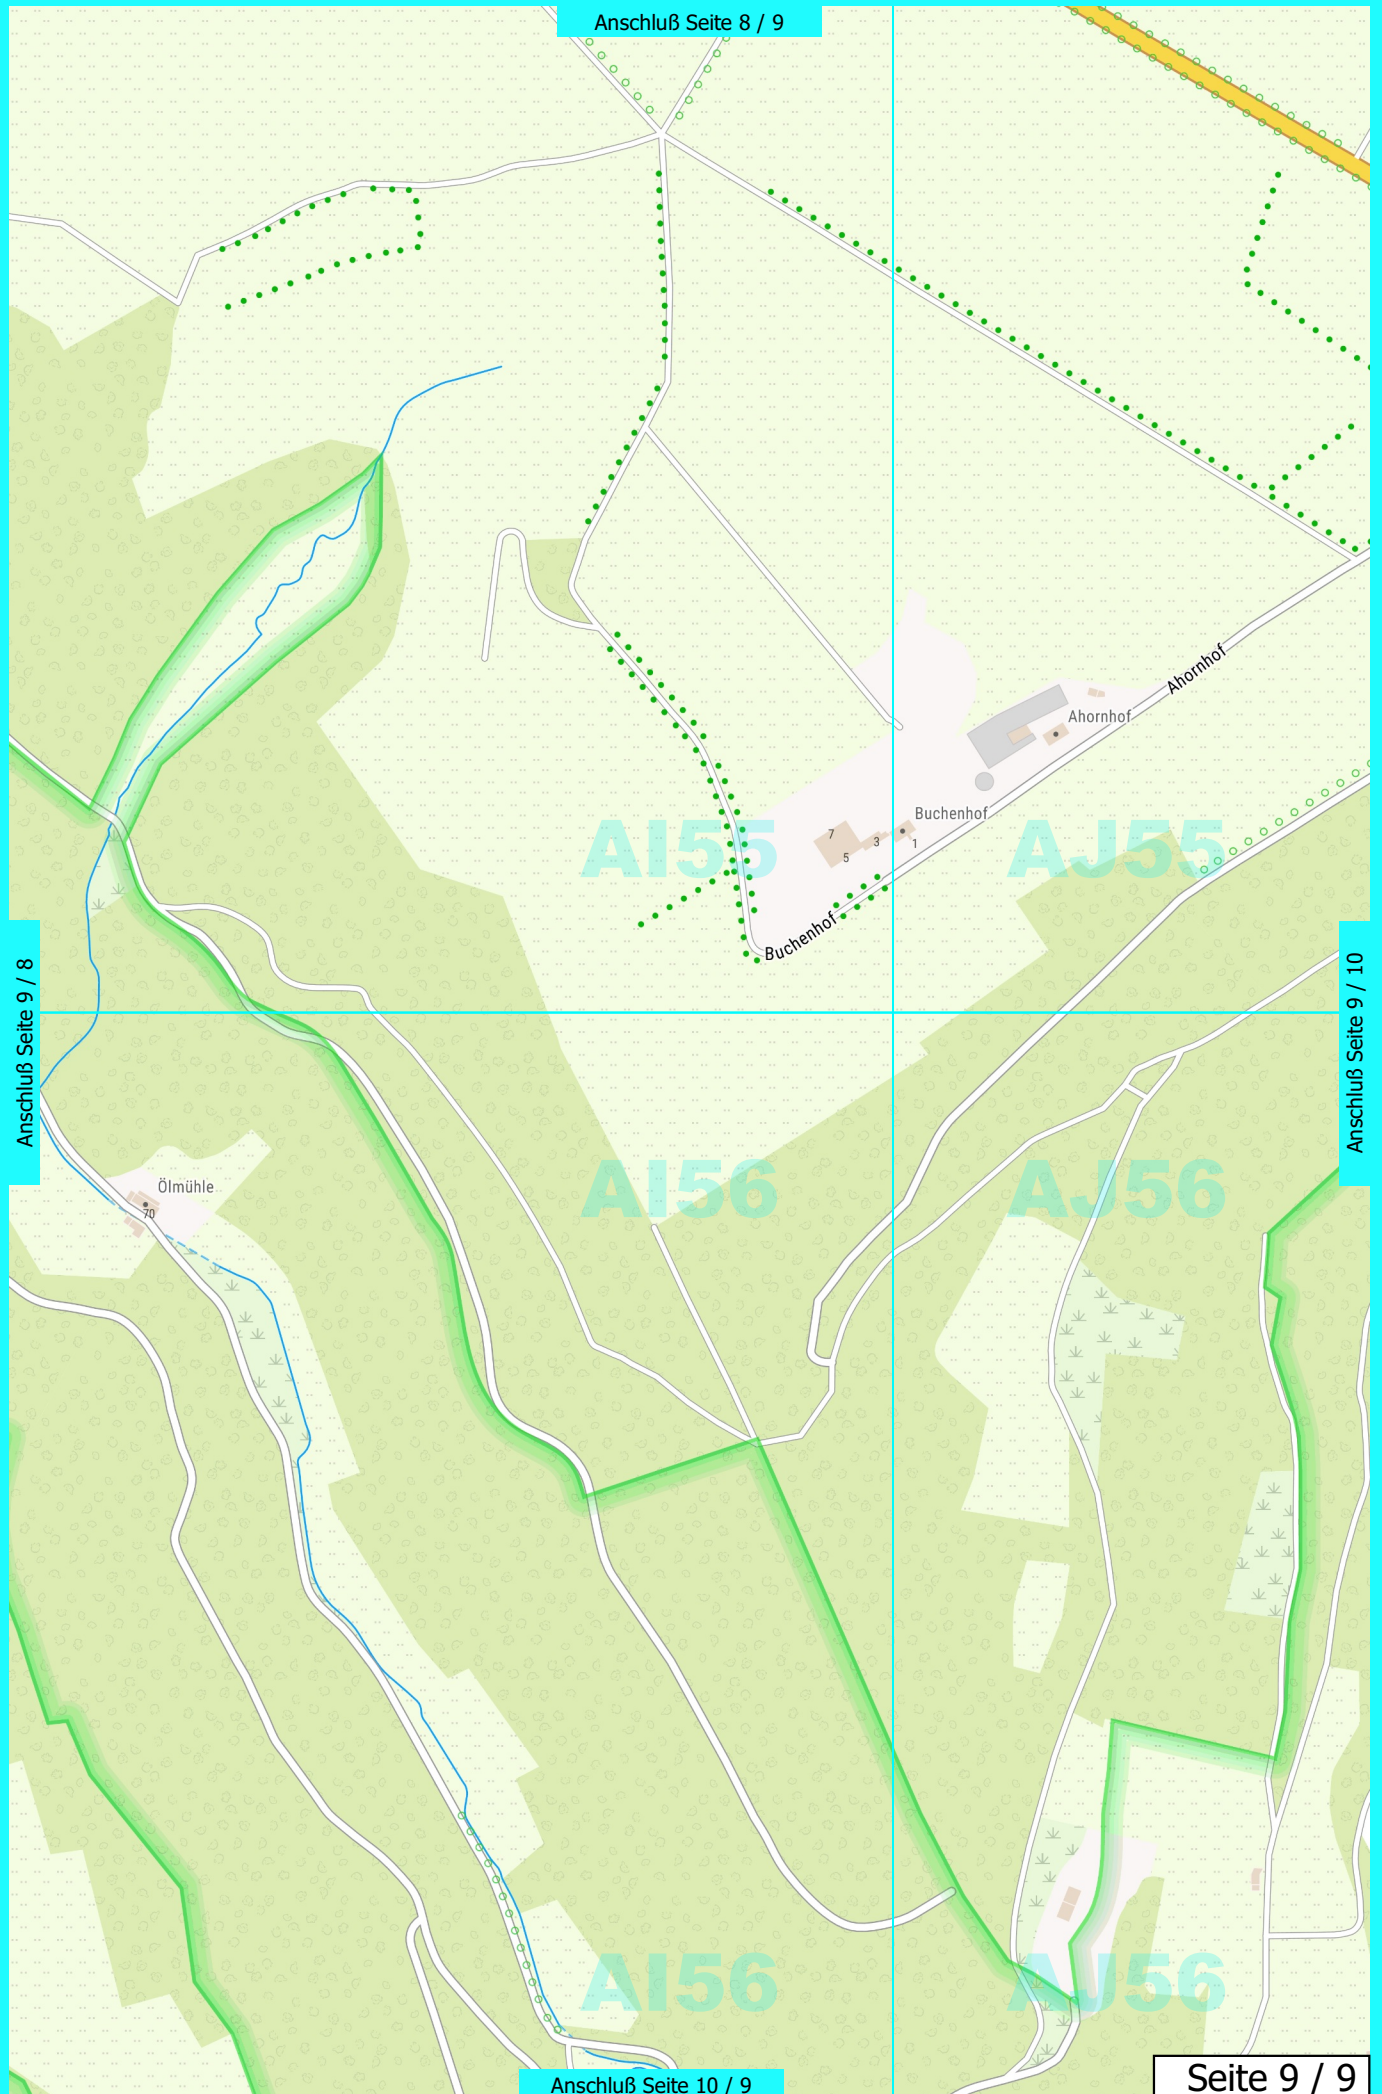 Anschluß Seite 8 / 9
Ahornhof
Ahornhof
Buchenhof
7
3
1
5
AI55
AJ55
Buchenhof
Anschluß Seite 9 / 8
Anschluß Seite 9 / 10
AI56
AJ56
Ölmühle
70
AI56
AJ56
Seite 9 / 9
Anschluß Seite 10 / 9